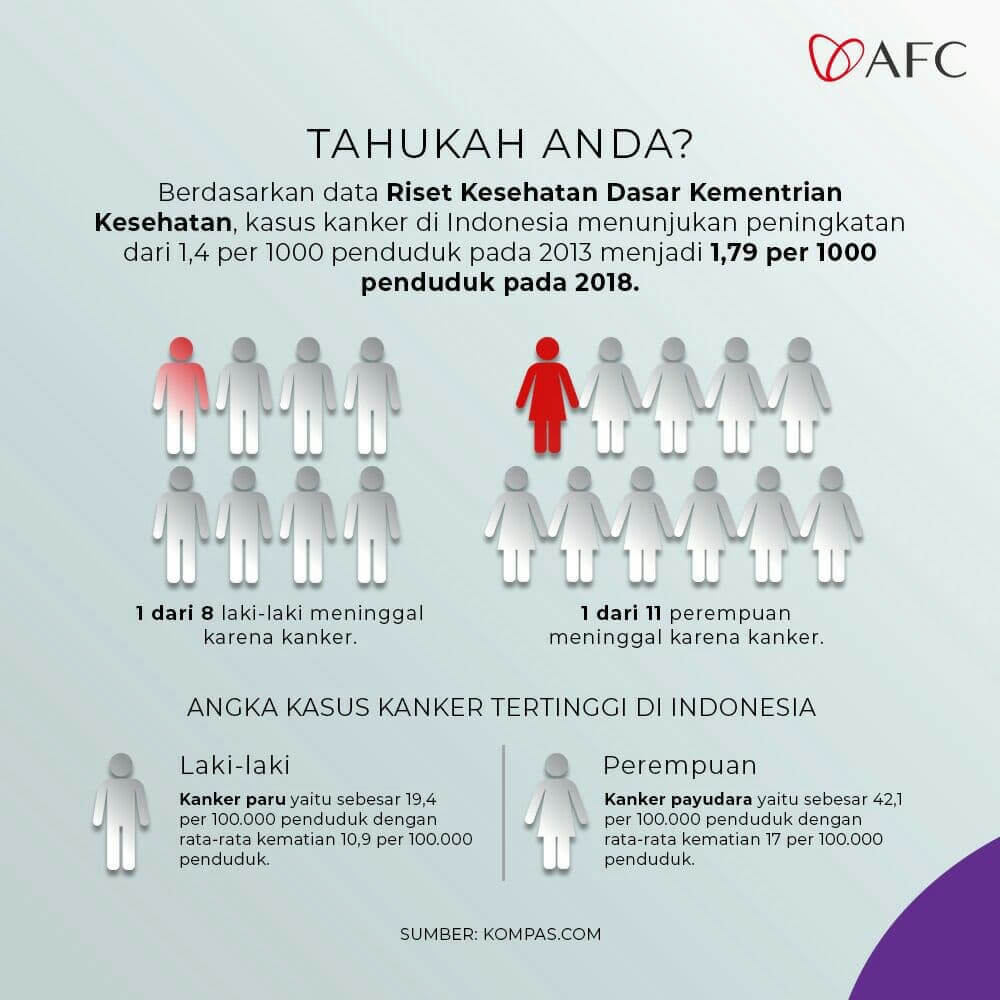 AFC
TAHUKAH ANDA?
Berdasarkan data Riset Kesehatan Dasar Kementrian
Kesehatan, kasus kanker di Indonesia menunjukan peningkatan
dari 1,4 per 1000 penduduk pada 2013 menjadi 1,79 per 1000
penduduk pada 2018.
1 dari 8 laki-laki meninggal
karena kanker.
1 dari 11 perempuan
meninggal karena kanker.
ANGKA KASUS KANKER TERTINGGI DI INDONESIA
Laki-laki
Kanker paru yaitu sebesar 19,4
per 100.000 penduduk dengan
rata-rata kematian 10,9 per 100.000
penduduk.
Perempuan
Kanker payudara yaitu sebesar 42,1
per 100.000 penduduk dengan
rata-rata kematian 17 per 100.000
penduduk.
SUMBER: KOMPAS.COM